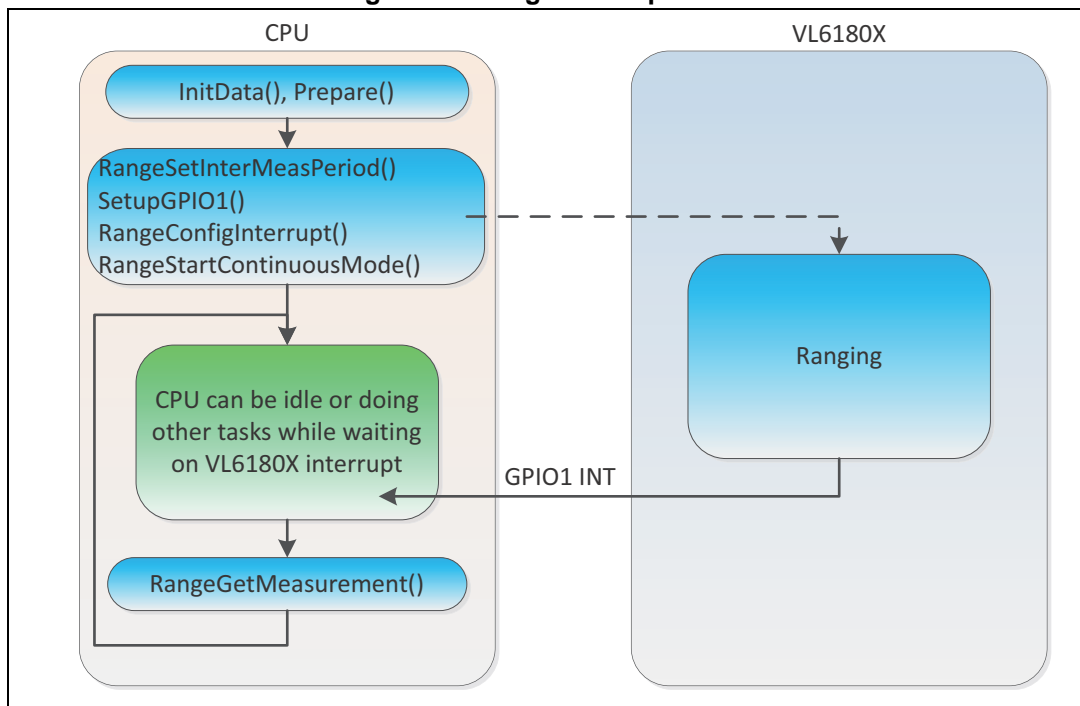 CPU
VL6180X
InitData(), Prepare()
RangeSetInterMeasPeriod()
SetupGPIO1()
RangeConfigInterrupt()
RangeStartContinuousMode()
Ranging
CPU can be idle or doing
other tasks while waiting
on VL6180X interrupt
GPIO1 INT
RangeGetMeasurement()